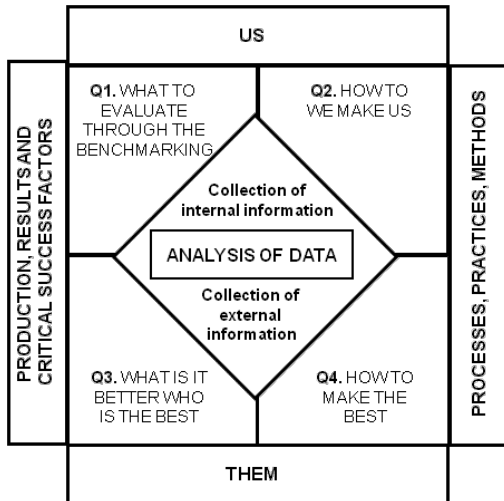 US
PRODUCTION, RESULTS AND
CRITICAL SUCCESS FACTORS
Q1. WHAT TO
EVALUATE
THROUGH THE
BENCHMARKING
Q2. HOW TO
WE MAKE US
Collection of
internal information
ANALYSIS OF DATA
Collection of
external
information
Q3. WHAT IS IT
BETTER WHO
IS THE BEST
Q4. HOW TO
MAKE THE
BEST
PROCESSES, PRACTICES, METHODS
THEM